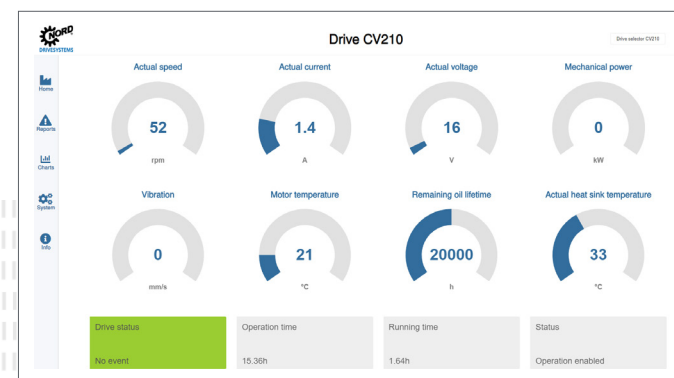 NORD
DRIVESYSTEMS
Drive CV210
Drive selector CV210
Home
Reports
Charts
System
Info
Actual speed
52
rpm
Actual current
1.4
A
Actual voltage
16
V
Mechanical power
0
kW
Vibration
0
mm/s
Motor temperature
21
°C
Remaining oil lifetime
20000
h
Actual heat sink temperature
33
°C
Drive status
No event
Operation time
15.36h
Running time
1.64h
Status
Operation enabled